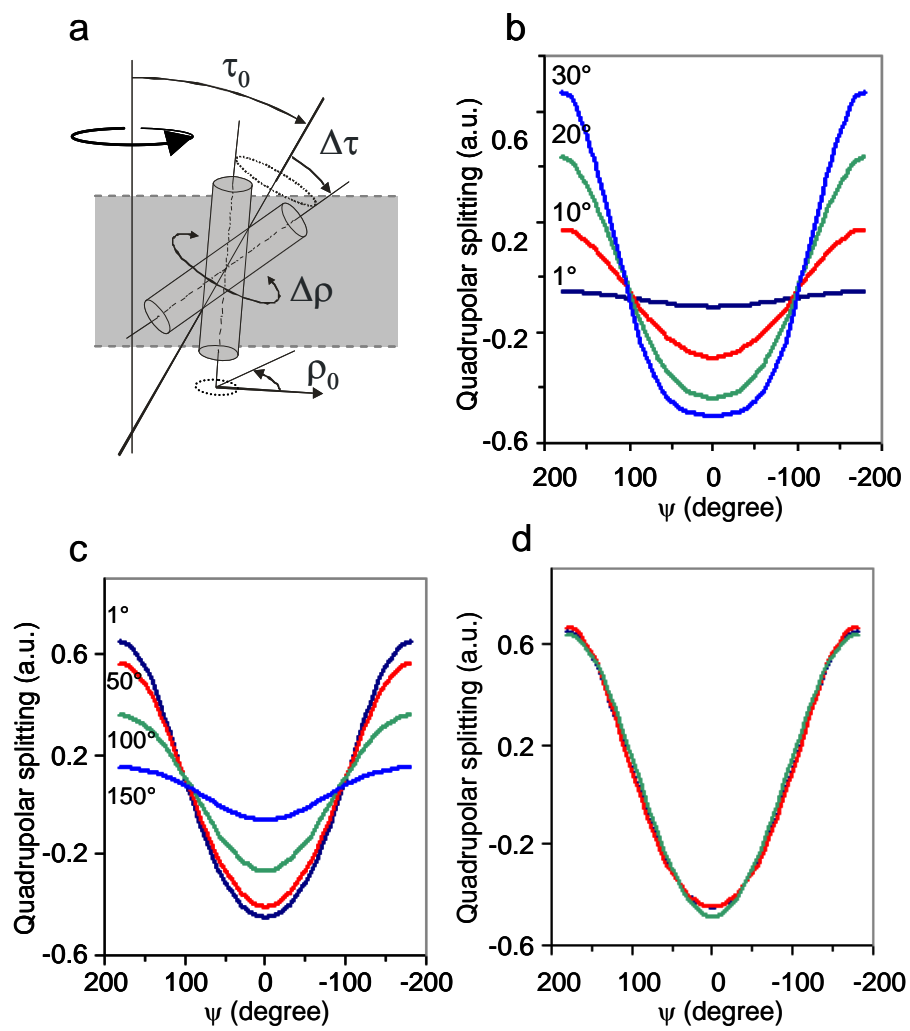 a
τ0
Δτ
Δρ
ρ0
b
30°
20°
10°
1°
0.6
0.2
-0.2
-0.6
200 100 0 -100 -200
ψ (degree)
Quadrupolar splitting (a.u.)
c
1°
50°
100°
150°
0.6
0.2
-0.2
-0.6
200 100 0 -100 -200
ψ (degree)
Quadrupolar splitting (a.u.)
d
0.6
0.2
-0.2
-0.6
200 100 0 -100 -200
ψ (degree)
Quadrupolar splitting (a.u.)